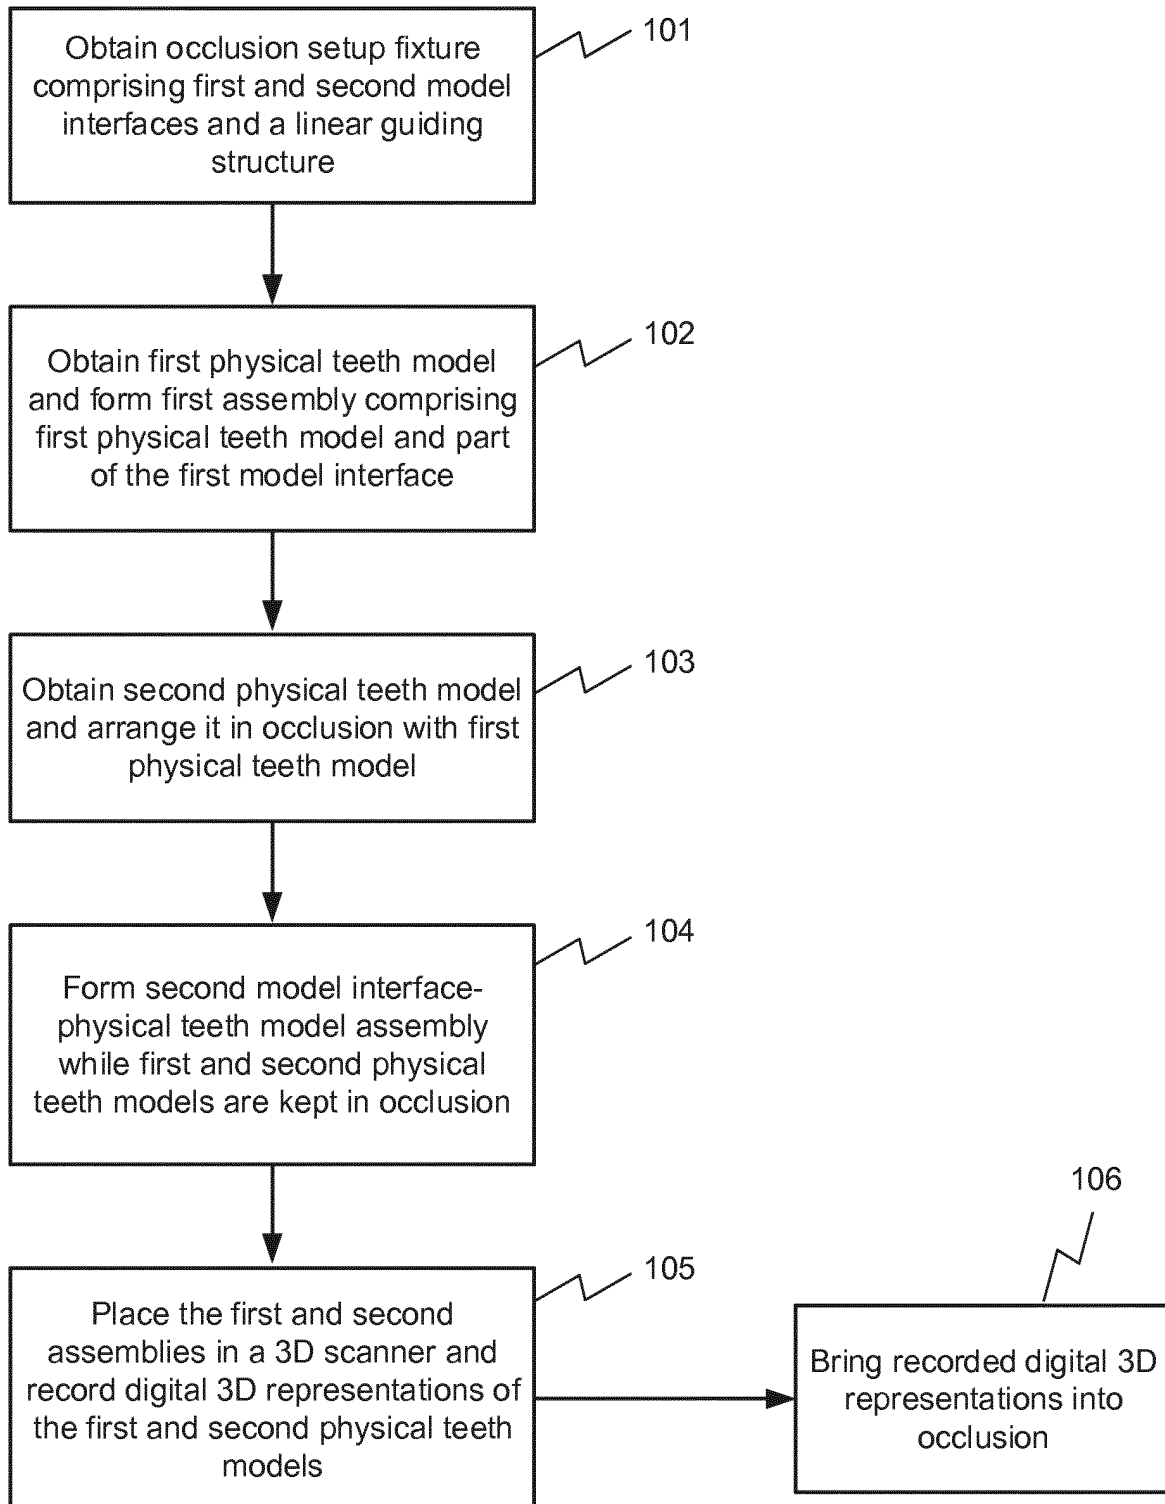 Obtain occlusion setup fixture
comprising first and second model
interfaces and a linear guiding
structure
101
Obtain first physical teeth model
and form first assembly comprising
first physical teeth model and part
of the first model interface
102
Obtain second physical teeth model
and arrange it in occlusion with first
physical teeth model
103
Form second model interface-
physical teeth model assembly
while first and second physical
teeth models are kept in occlusion
104
Place the first and second
assemblies in a 3D scanner and
record digital 3D representations of
the first and second physical teeth
models
105
Bring recorded digital 3D
representations into
occlusion
106